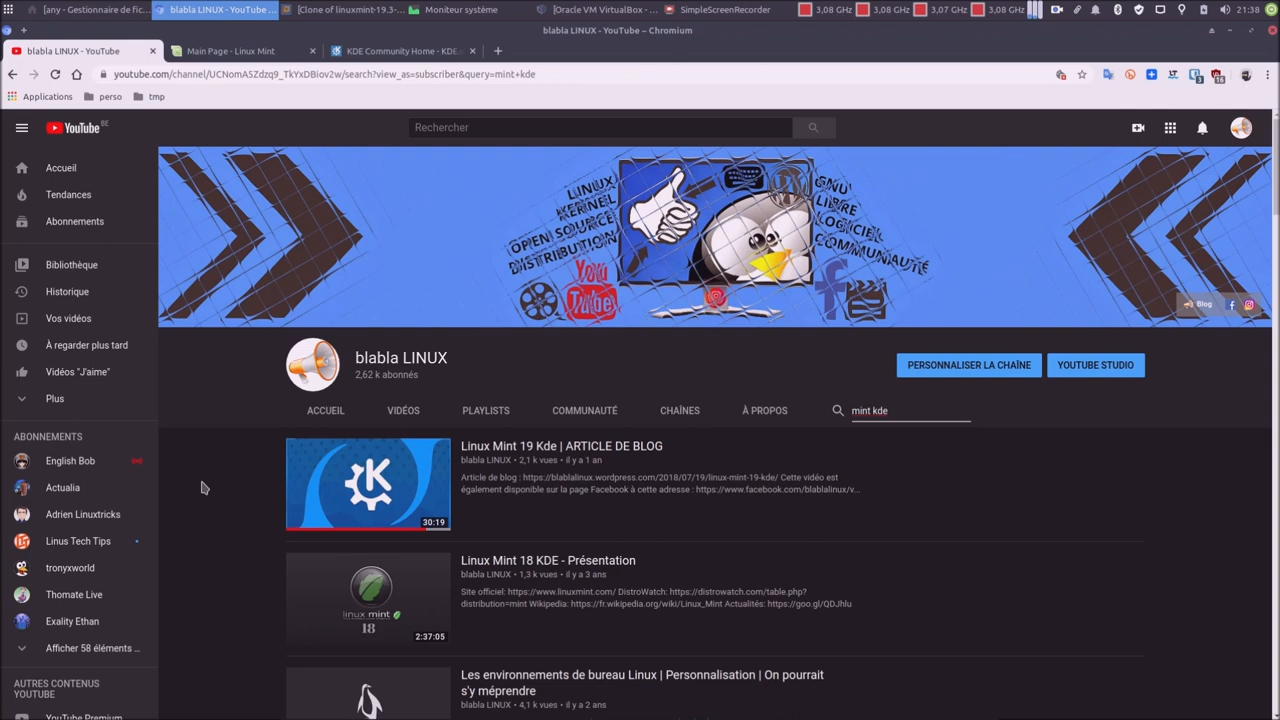 [any - Gestionnaire de fic...
blabla LINUX - YouTube ...
[Clone of linuxmint-19.3-...
Moniteur système
[Oracle VM VirtualBox - ...
SimpleScreenRecorder
3,08 GHz
3,08 GHz
3,07 GHz
3,08 GHz
21:38
blabla LINUX - YouTube – Chromium
blabla LINUX - YouTube
Main Page - Linux Mint
KDE Community Home - KDE.
youtube.com/channel/UCNomASZdzq9_TkYxDBiov2w/search?view_as=subscriber&query=mint+kde
Applications
perso
tmp
YouTube BE
Rechercher
Accueil
Tendances
Abonnements
Bibliothèque
Historique
Vos vidéos
À regarder plus tard
Vidéos "J'aime"
Plus
ABONNEMENTS
English Bob
Actualia
Adrien Linuxtricks
Linus Tech Tips
tronyxworld
Thomate Live
Exality Ethan
Afficher 58 éléments ...
AUTRES CONTENUS
YOUTUBE
YouTube Premium
LINUX
KERNEL
OPEN SOURCE
DISTRIBUTION
You
Tube
GNU
LIBRE
LOGICIEL
COMMUNAUTÉ
Blog
blabla LINUX
2,62 k abonnés
PERSONNALISER LA CHAÎNE
YOUTUBE STUDIO
ACCUEIL
VIDÉOS
PLAYLISTS
COMMUNAUTÉ
CHAÎNES
À PROPOS
mint kde
30:19
Linux Mint 19 Kde | ARTICLE DE BLOG
blabla LINUX • 2,1 k vues • il y a 1 an
Article de blog : https://blablalinux.wordpress.com/2018/07/19/linux-mint-19-kde/ Cette vidéo est
également disponible sur la page Facebook à cette adresse : https://www.facebook.com/blablalinux/v...
linux mint
18
2:37:05
Linux Mint 18 KDE - Présentation
blabla LINUX • 1,3 k vues • il y a 3 ans
Site officiel: https://www.linuxmint.com/ DistroWatch: https://distrowatch.com/table.php?
distribution=mint Wikipedia: https://fr.wikipedia.org/wiki/Linux_Mint Actualités: https://goo.gl/QDJhlu
Les environnements de bureau Linux | Personnalisation | On pourrait
s'y méprendre
blabla LINUX • 4,1 k vues • il y a 2 ans